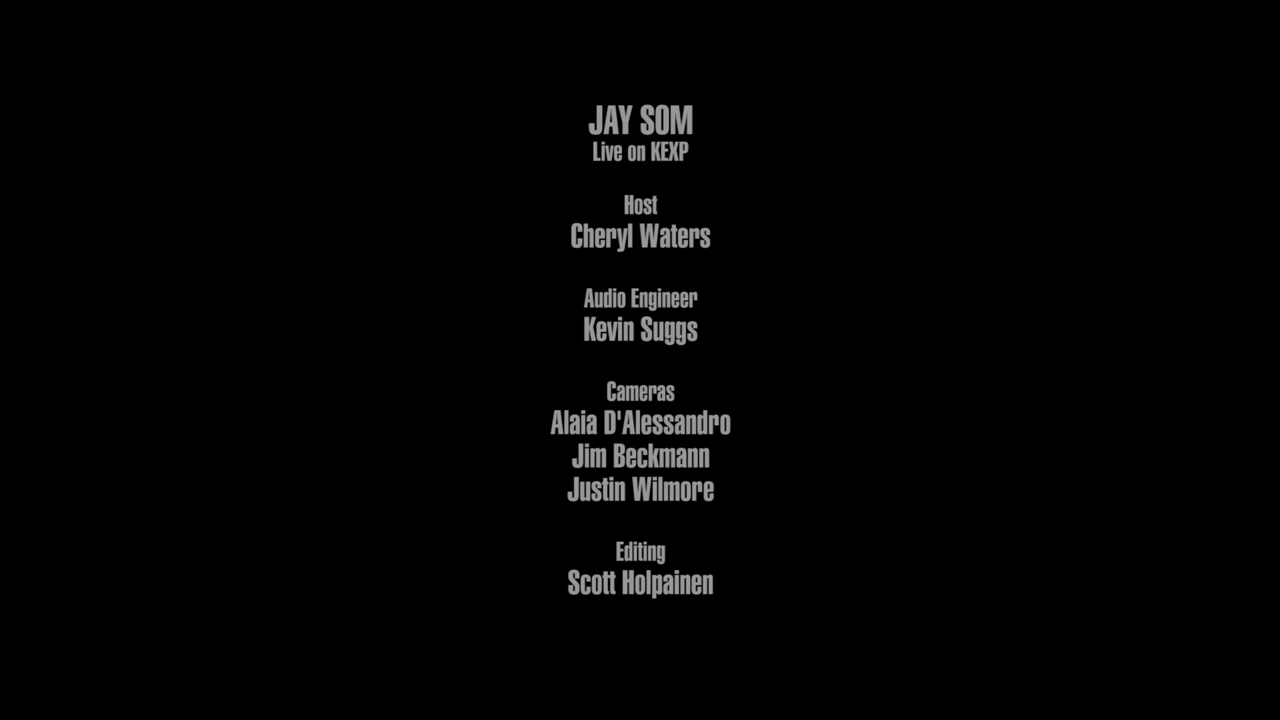 JAY SOM
Live on KEXP
Host
Cheryl Waters
Audio Engineer
Kevin Suggs
Cameras
Alaia D'Alessandro
Jim Beckmann
Justin Wilmore
Editing
Scott Holpainen